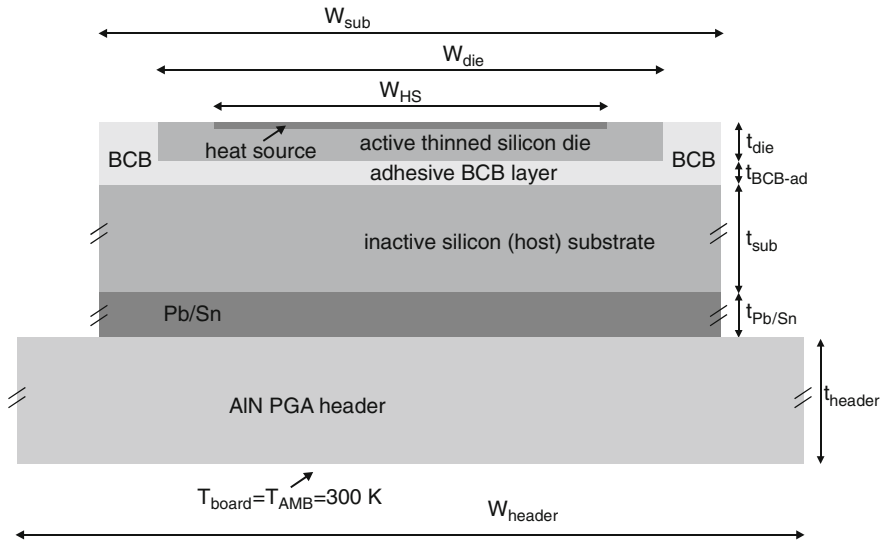 W_sub
W_die
W_HS
heat source
active thinned silicon die
t_die
BCB
BCB
adhesive BCB layer
t_BCB-ad
inactive silicon (host) substrate
t_sub
Pb/Sn
t_Pb/Sn
AlN PGA header
t_header
T_board=T_AMB=300 K
W_header